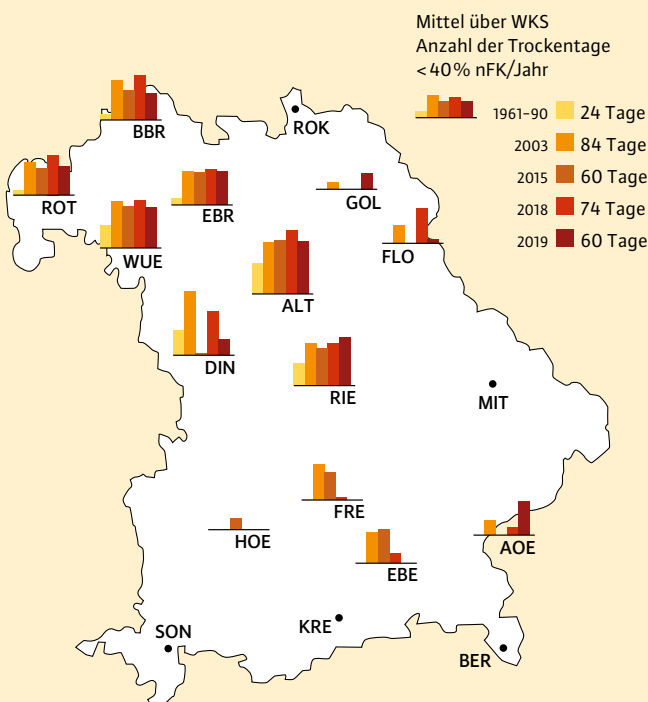 Mittel über WKS
Anzahl der Trockentage
<40% nFK/Jahr
1961–90 24 Tage
2003 84 Tage
2015 60 Tage
2018 74 Tage
2019 60 Tage
BBR
ROK
ROT
EBR
GOL
WUE
FLO
ALT
DIN
RIE
MIT
FRE
HOE
AOE
EBE
KRE
SON
BER